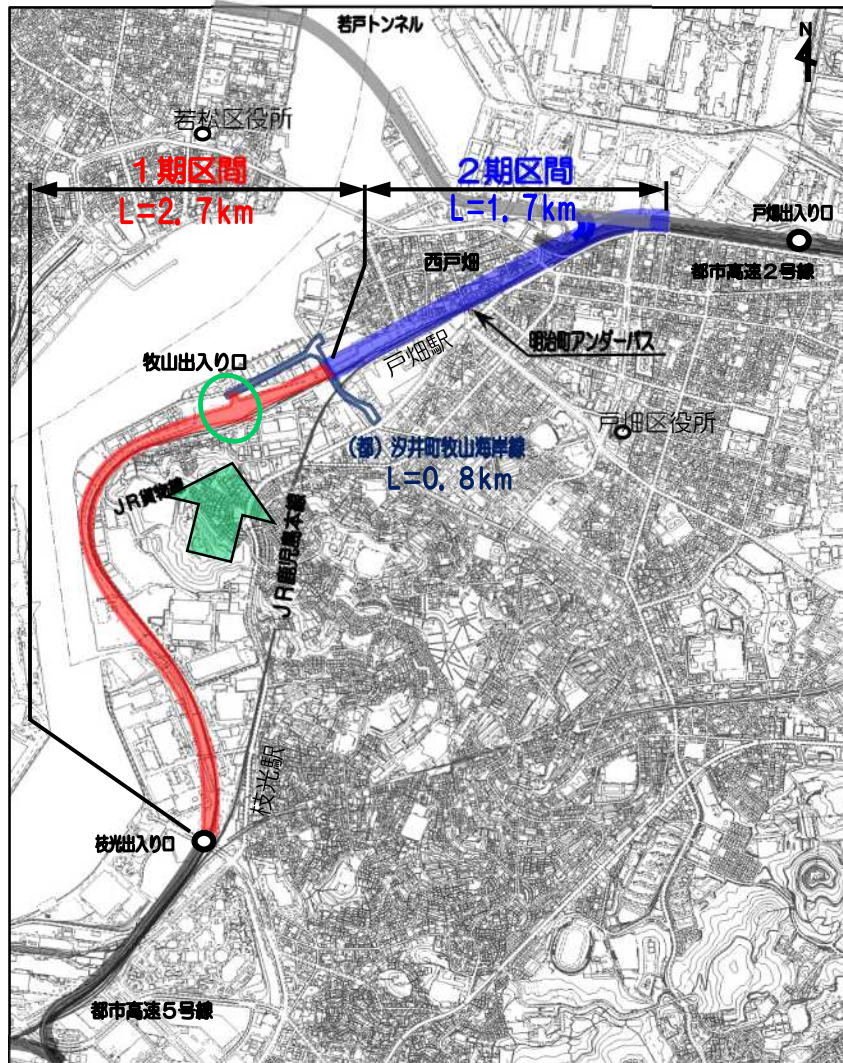 若戸トンネル
N
若松区役所
1期区間
L=2.7km
2期区間
L=1.7km
戸畑出入り口
都市高速2号線
西戸畑
明治町アンダーパス
戸畑駅
牧山出入り口
戸畑区役所
(都)汐井町牧山海岸線
L=0.8km
JR貨物線
JR鹿児島本線
枝光駅
枝光出入り口
都市高速5号線